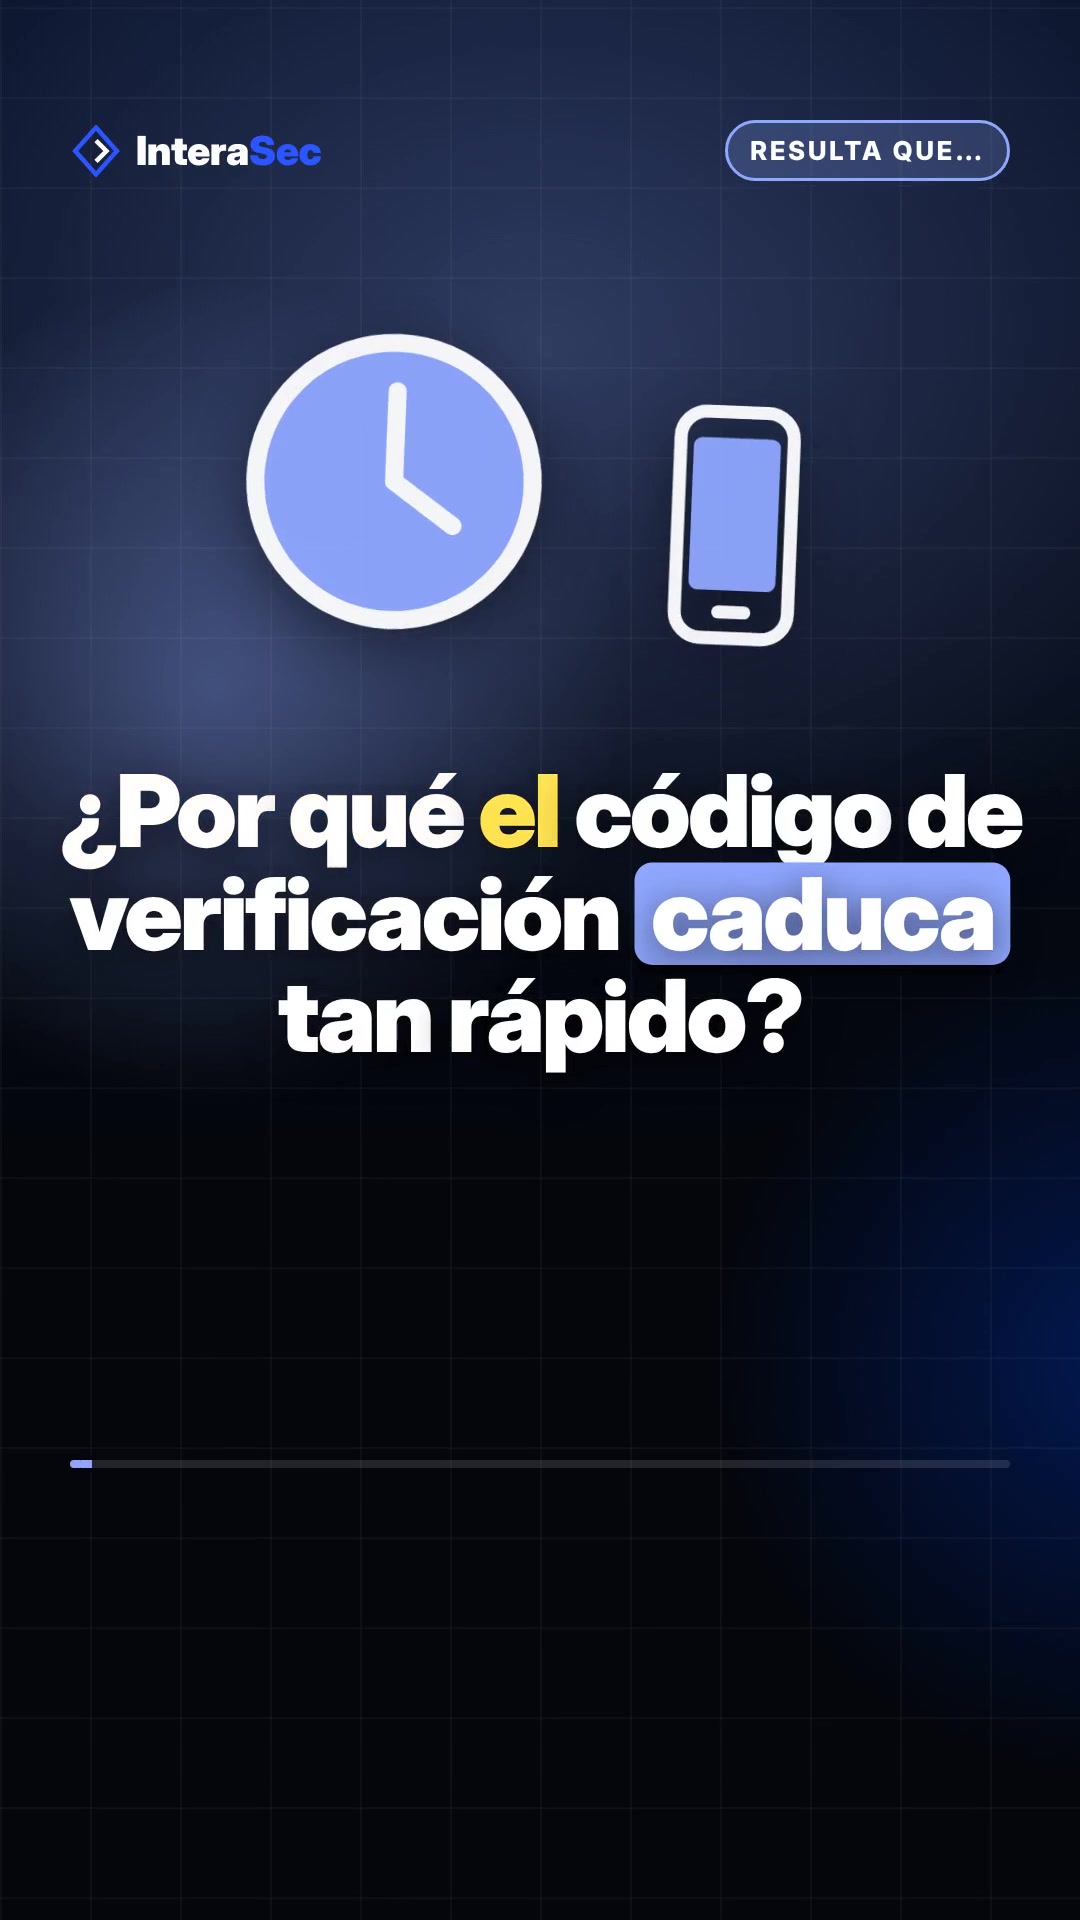 InteraSec
RESULTA QUE...
¿Por qué el código de
verificación caduca
tan rápido?